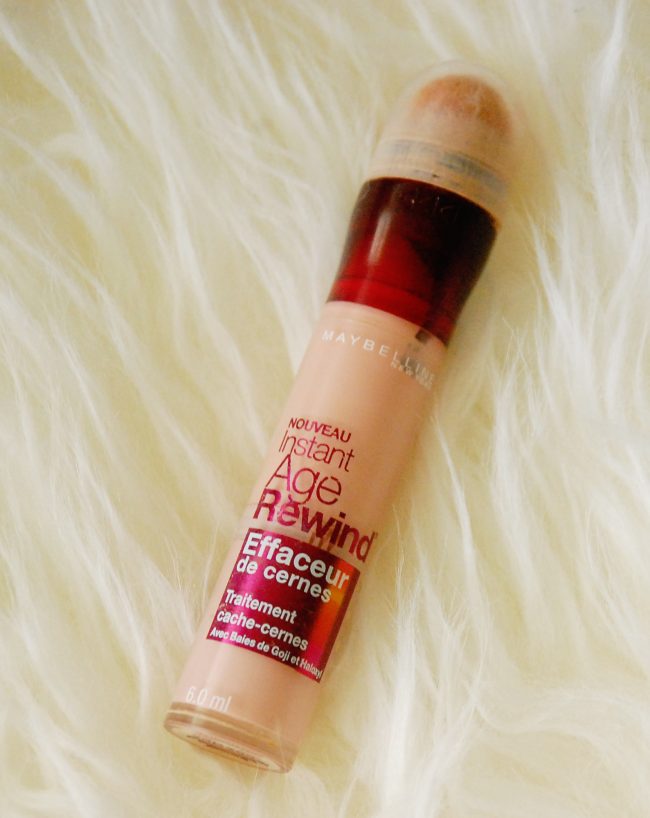 MAYBELLINE
NEW YORK
NOUVEAU
Instant
Age
Rewind
Effaceur
de cernes
Traitement
cache-cernes
Avec Baies de Goji et Haloxyl
6.0 ml